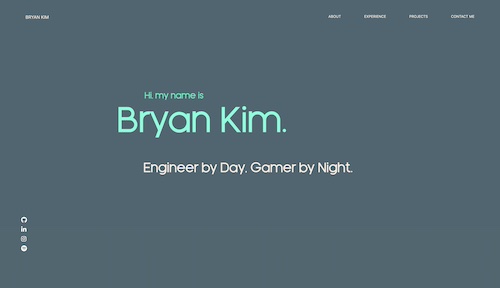 BRYAN KIM
ABOUT
EXPERIENCE
PROJECTS
CONTACT ME
Hi, my name is
Bryan Kim.
Engineer by Day. Gamer by Night.